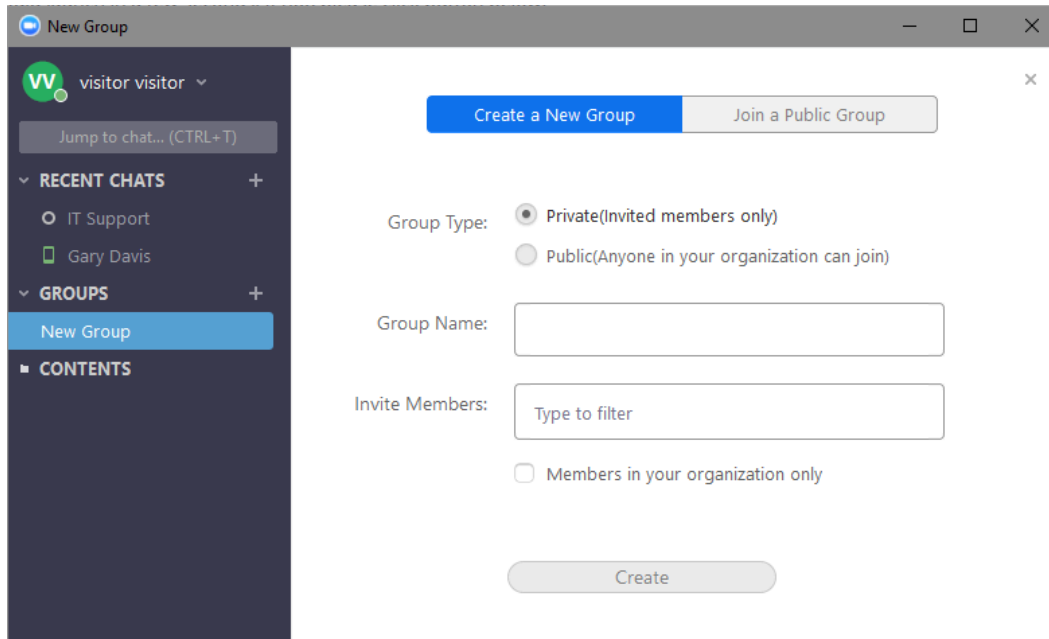 New Group
VV visitor visitor
Jump to chat... (CTRL+T)
RECENT CHATS +
IT Support
Gary Davis
GROUPS +
New Group
CONTENTS
Create a New Group Join a Public Group
Group Type: Private(Invited members only)
Public(Anyone in your organization can join)
Group Name:
Invite Members: Type to filter
Members in your organization only
Create